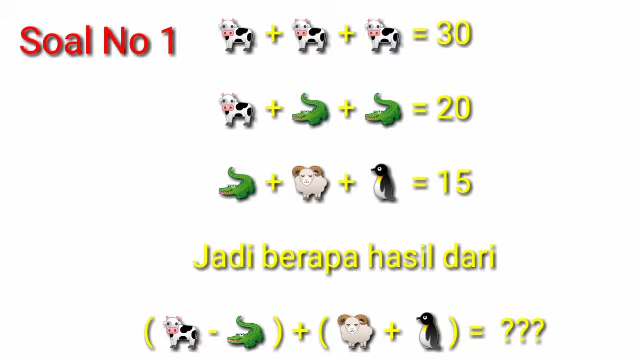 Soal No 1
🐄 + 🐄 + 🐄 = 30
🐄 + 🐊 + 🐊 = 20
🐊 + 🐏 + 🐧 = 15
Jadi berapa hasil dari
( 🐄 - 🐊 ) + ( 🐏 + 🐧 ) = ???